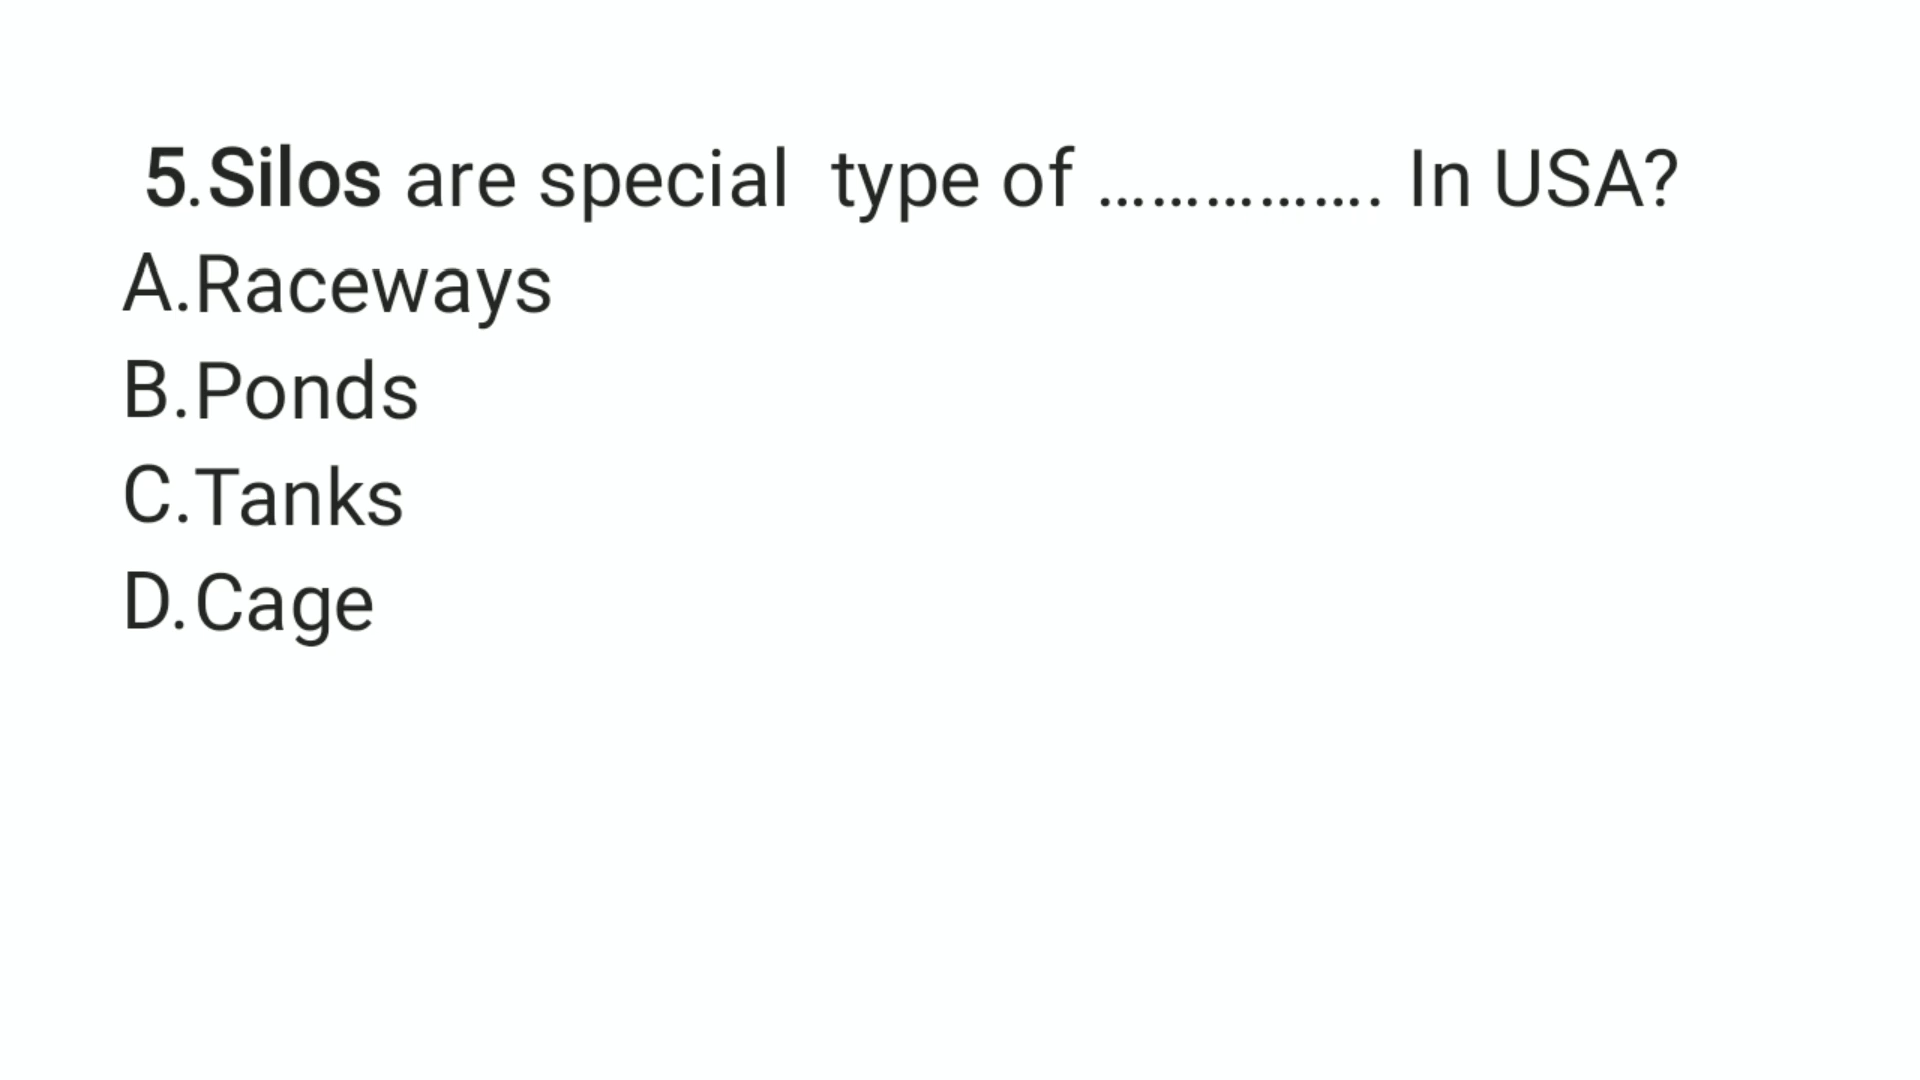 5.Silos are special  type of ................ In USA?
A.Raceways
B.Ponds
C.Tanks
D.Cage